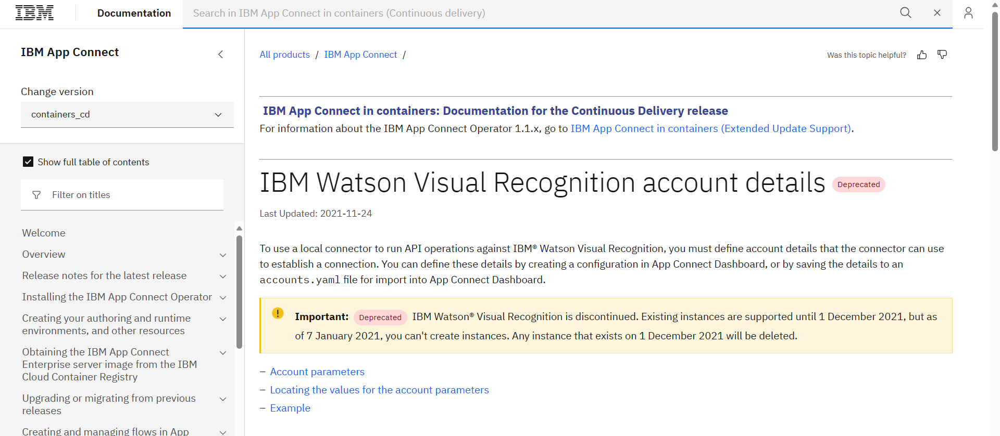 IBM
Documentation
Search in IBM App Connect in containers (Continuous delivery)
IBM App Connect
Change version
containers_cd
Show full table of contents
Filter on titles
Welcome
Overview
Release notes for the latest release
Installing the IBM App Connect Operator
Creating your authoring and runtime
environments, and other resources
Obtaining the IBM App Connect
Enterprise server image from the IBM
Cloud Container Registry
Upgrading or migrating from previous
releases
Creating and managing flows in App
All products / IBM App Connect /
Was this topic helpful?
IBM App Connect in containers: Documentation for the Continuous Delivery release
For information about the IBM App Connect Operator 1.1.x, go to IBM App Connect in containers (Extended Update Support).
IBM Watson Visual Recognition account details Deprecated
Last Updated: 2021-11-24
To use a local connector to run API operations against IBM® Watson Visual Recognition, you must define account details that the connector can use
to establish a connection. You can define these details by creating a configuration in App Connect Dashboard, or by saving the details to an
accounts.yaml file for import into App Connect Dashboard.
Important: Deprecated IBM Watson® Visual Recognition is discontinued. Existing instances are supported until 1 December 2021, but as
of 7 January 2021, you can't create instances. Any instance that exists on 1 December 2021 will be deleted.
– Account parameters
– Locating the values for the account parameters
– Example